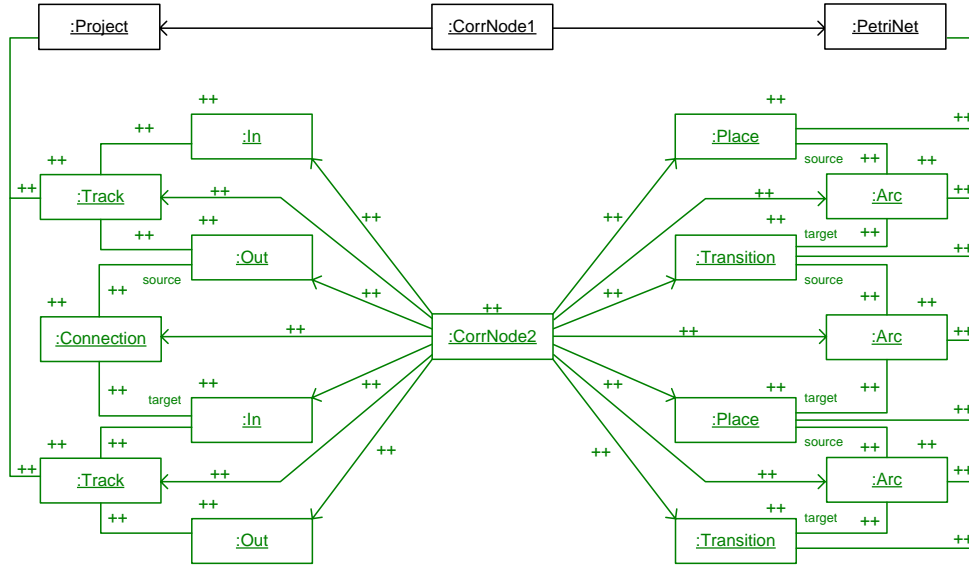 :Project :CorrNode1 :PetriNet
++ ++
++ :In :Place ++
++ ++
++ source ++ ++
++ :Track ++ ++ :Arc ++
++ ++
++ ++ target ++
++ :Out :Transition ++
source ++ ++ source
++ ++ ++ ++ ++ ++
:Connection ++ :CorrNode2 ++ :Arc ++
++ ++ ++ ++ ++ ++
target target
++ :In :Place ++
++ ++ ++ ++ source ++ ++
++ :Track ++ ++ :Arc ++
++ ++ ++
++ ++ target ++
:Out :Transition ++